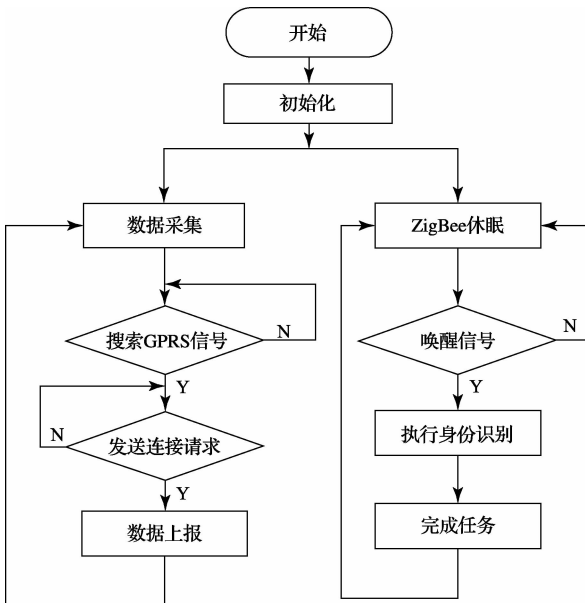 开始
初始化
数据采集
ZigBee休眠
搜索GPRS信号
N
唤醒信号
N
Y
Y
N
发送连接请求
执行身份识别
Y
数据上报
完成任务